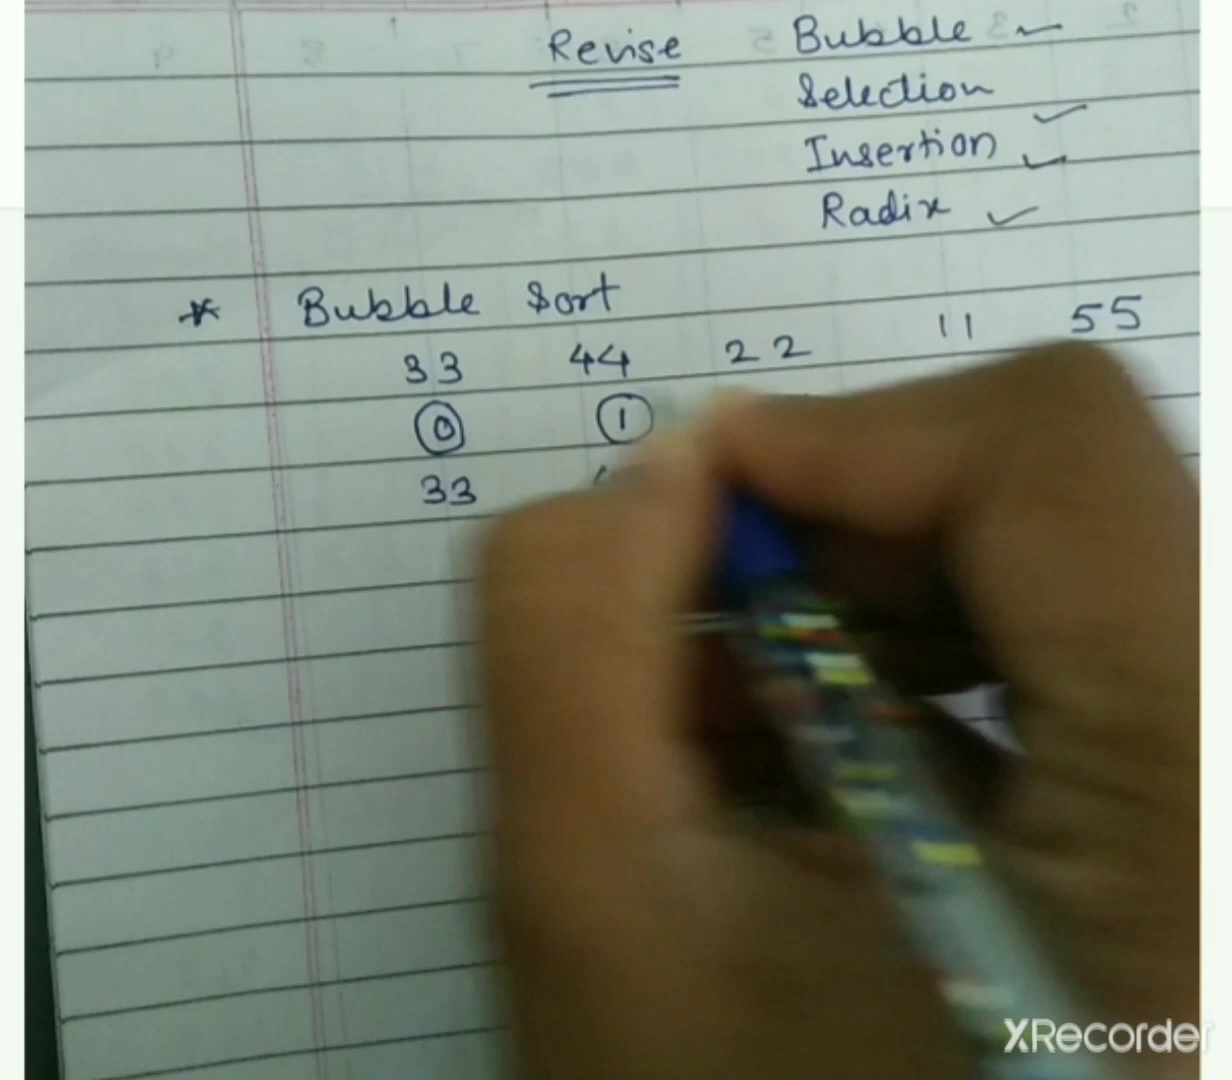 Revise
Bubble ✓
Selection ✓
Insertion ✓
Radix ✓
* Bubble Sort
33 44 22 11 55
0 1
33
XRecorder